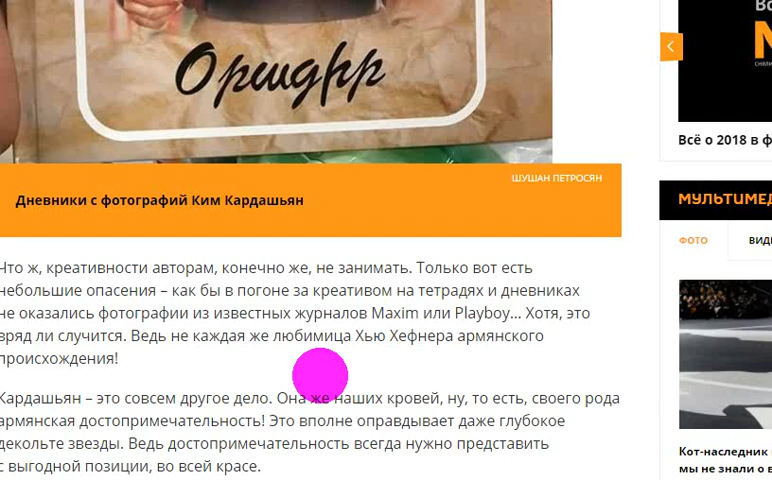 Օրագիր
ШУШАН ПЕТРОСЯН
Дневники с фотографий Ким Кардашьян
Что ж, креативности авторам, конечно же, не занимать. Только вот есть
небольшие опасения – как бы в погоне за креативом на тетрадях и дневниках
не оказались фотографии из известных журналов Maxim или Playboy... Хотя, это
вряд ли случится. Ведь не каждая же любимица Хью Хефнера армянского
происхождения!
Кардашьян – это совсем другое дело. Она же наших кровей, ну, то есть, своего рода
армянская достопримечательность! Это вполне оправдывает даже глубокое
декольте звезды. Ведь достопримечательность всегда нужно представить
с выгодной позиции, во всей красе.
Всё о 2018 в ф
МУЛЬТИМЕД
ФОТО
ВИД
Кот-наследник
мы не знали о в